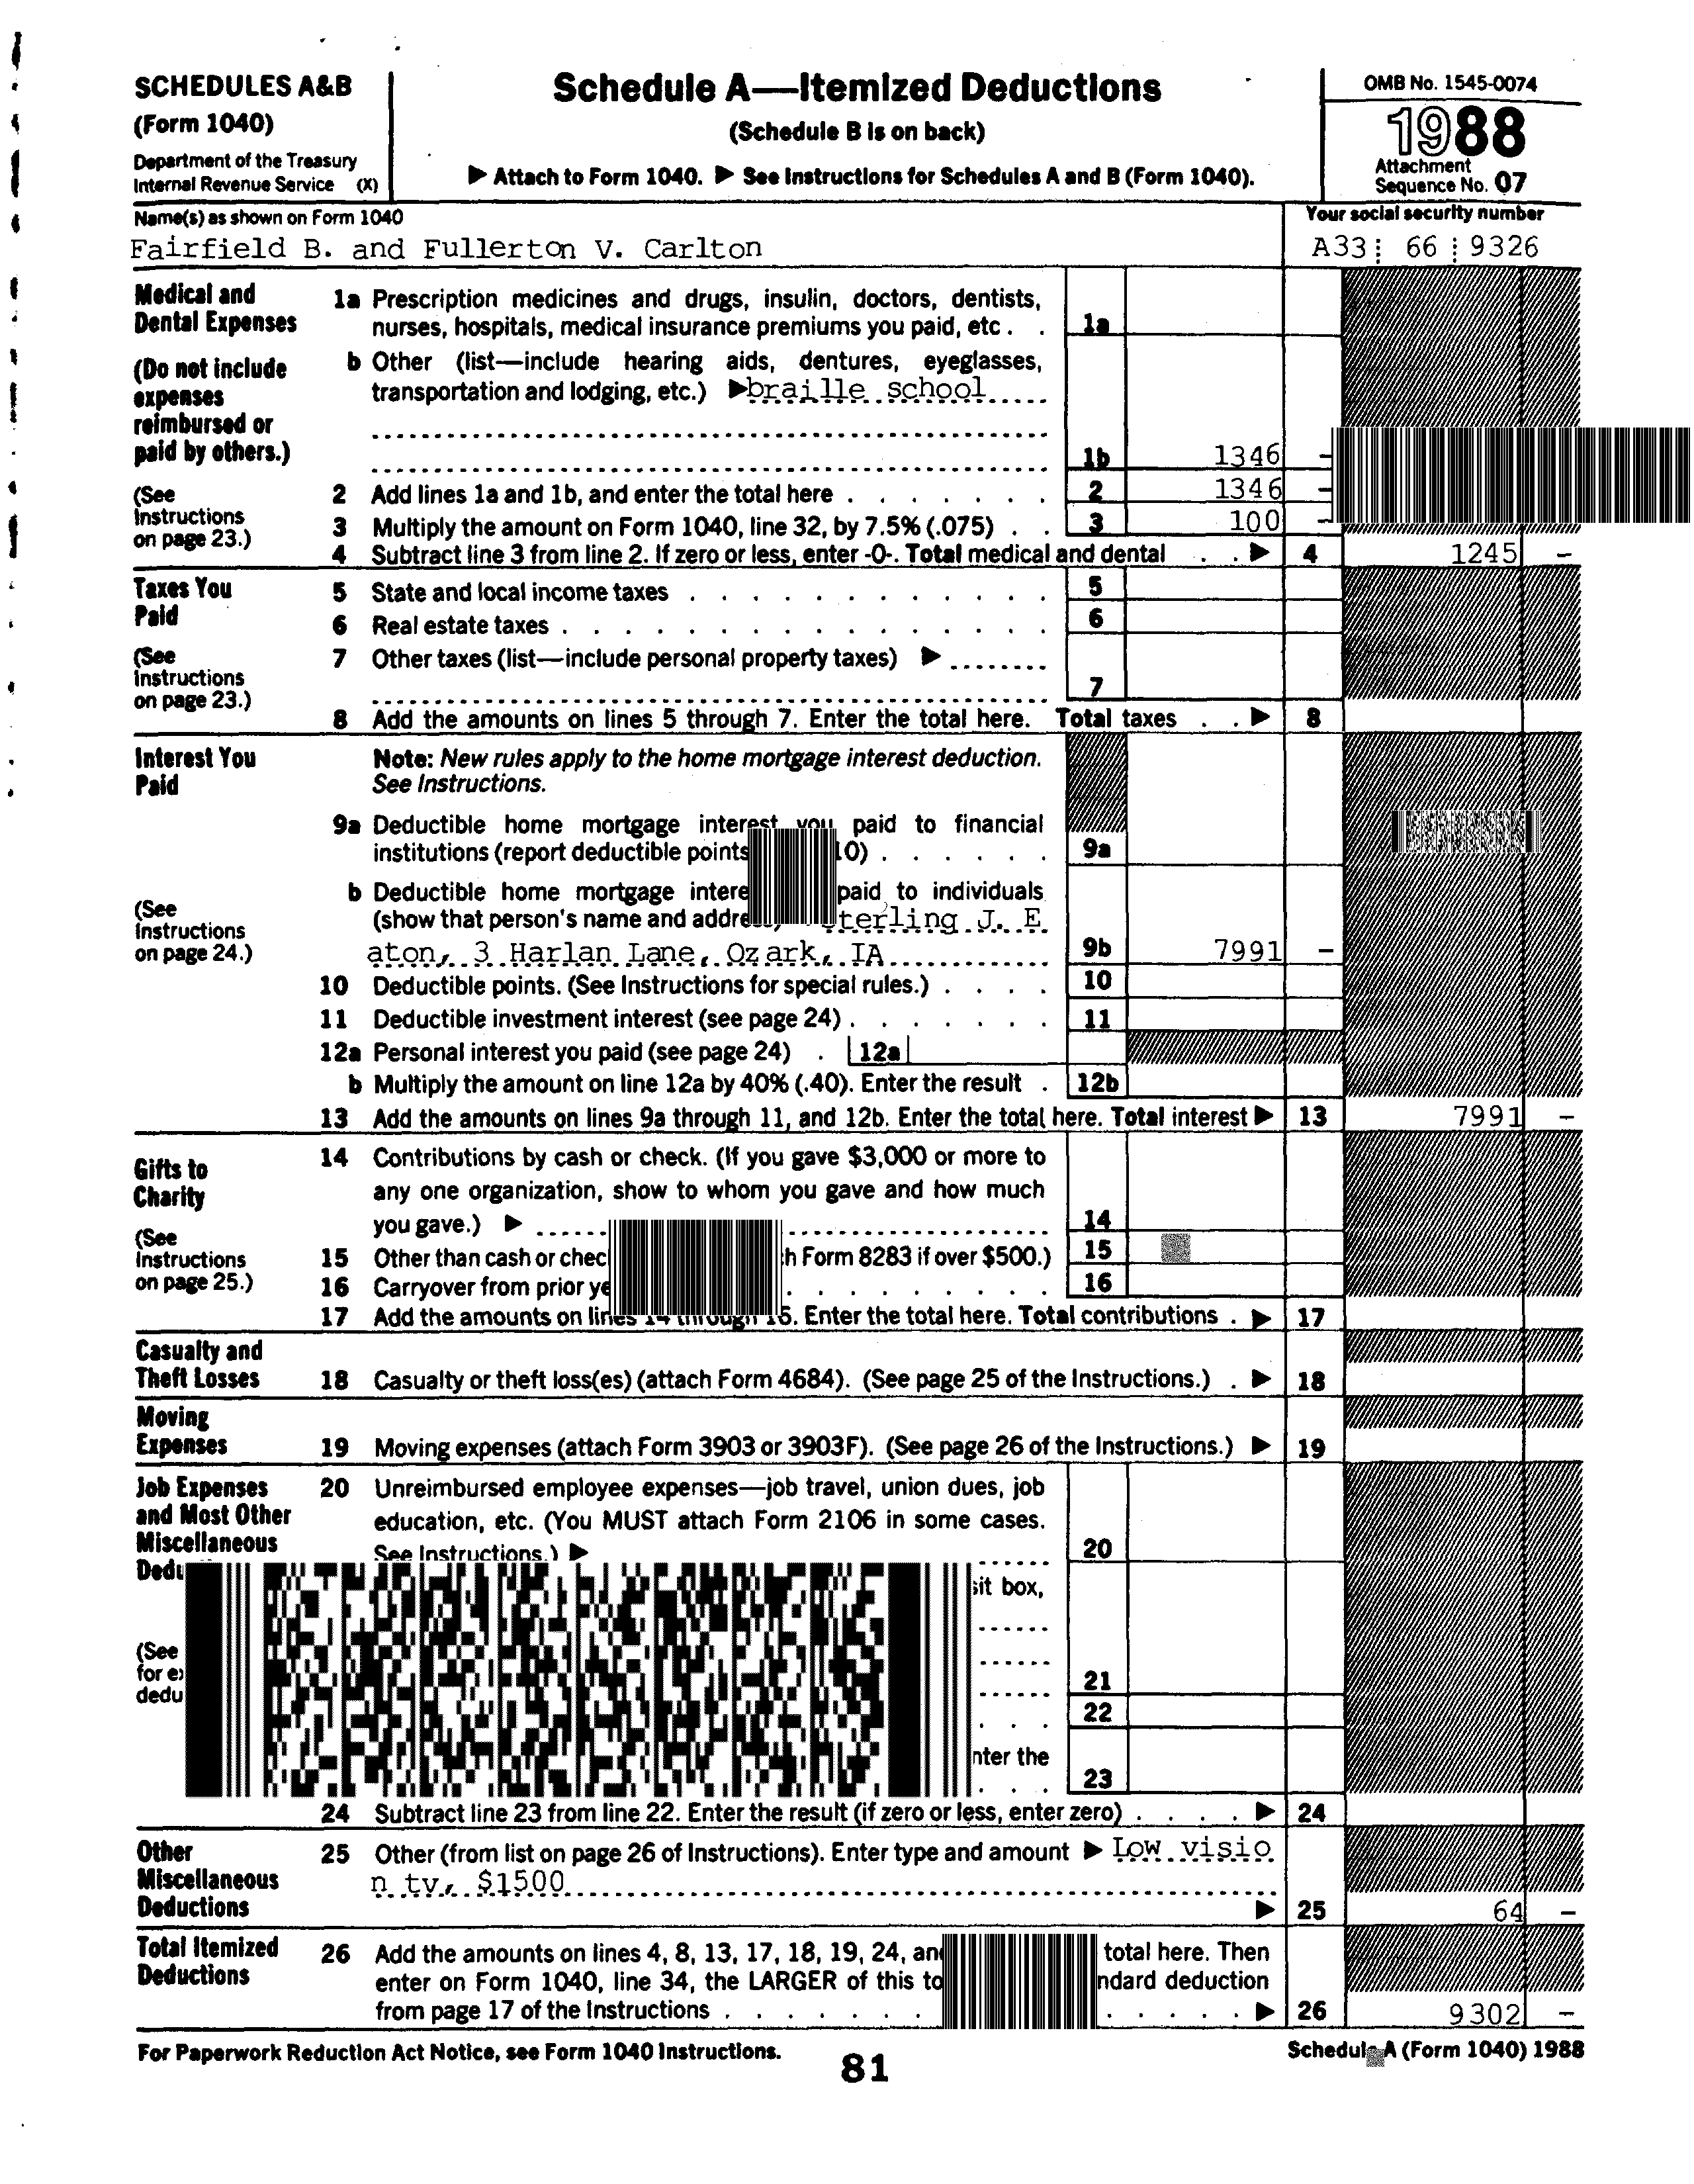 SCHEDULES A&B
(Form 1040)
Department of the Treasury
Internal Revenue Service (X)
Schedule A—Itemized Deductions
(Schedule B is on back)
▶ Attach to Form 1040. ▶ See Instructions for Schedules A and B (Form 1040).
OMB No. 1545-0074
1988
Attachment
Sequence No. 07
Name(s) as shown on Form 1040
Fairfield B. and Fullerton V. Carlton
Your social security number
A33 66 9326
Medical and
Dental Expenses
(Do not include
expenses
reimbursed or
paid by others.)
(See
Instructions
on page 23.)
1a Prescription medicines and drugs, insulin, doctors, dentists,
nurses, hospitals, medical insurance premiums you paid, etc . . 1a
b Other (list—include hearing aids, dentures, eyeglasses,
transportation and lodging, etc.) ▶ braille school
1b 1346 -
2 Add lines 1a and 1b, and enter the total here . . . . . . . 2 1346 -
3 Multiply the amount on Form 1040, line 32, by 7.5% (.075) . . 3 100 -
4 Subtract line 3 from line 2. If zero or less, enter -0-. Total medical and dental . . ▶ 4 1245 -
Taxes You
Paid
(See
Instructions
on page 23.)
5 State and local income taxes . . . . . . . . . . . . 5
6 Real estate taxes . . . . . . . . . . . . . . . . 6
7 Other taxes (list—include personal property taxes) ▶ ........
7
8 Add the amounts on lines 5 through 7. Enter the total here. Total taxes . . ▶ 8
Interest You
Paid
(See
Instructions
on page 24.)
Note: New rules apply to the home mortgage interest deduction.
See Instructions.
9a Deductible home mortgage interest you paid to financial
institutions (report deductible points 10) . . . . . . 9a
b Deductible home mortgage paid to individuals
(show that person's name and terling J. E
aton, 3 Harlan Lane, Ozark, IA 9b 7991 -
10 Deductible points. (See Instructions for special rules.) . . . . 10
11 Deductible investment interest (see page 24) . . . . . . . 11
12a Personal interest you paid (see page 24) . 12a
b Multiply the amount on line 12a by 40% (.40). Enter the result . 12b
13 Add the amounts on lines 9a through 11, and 12b. Enter the total here. Total interest ▶ 13 7991 -
Gifts to
Charity
(See
Instructions
on page 25.)
14 Contributions by cash or check. (If you gave $3,000 or more to
any one organization, show to whom you gave and how much
you gave.) ▶ 14
15 Other than cash or chec h Form 8283 if over $500.) 15
16 Carryover from prior ye . . . . . . . . . 16
17 Add the amounts on lines 14 through 16. Enter the total here. Total contributions . ▶ 17
Casualty and
Theft Losses
18 Casualty or theft loss(es) (attach Form 4684). (See page 25 of the Instructions.) . ▶ 18
Moving
Expenses
19 Moving expenses (attach Form 3903 or 3903F). (See page 26 of the Instructions.) ▶ 19
Job Expenses
and Most Other
Miscellaneous
Dedu
(See
for ex
dedu
20 Unreimbursed employee expenses—job travel, union dues, job
education, etc. (You MUST attach Form 2106 in some cases.
See Instructions.) ▶ 20
sit box,
21
22
nter the
23
24 Subtract line 23 from line 22. Enter the result (if zero or less, enter zero) . . . . ▶ 24
Other
Miscellaneous
Deductions
25 Other (from list on page 26 of Instructions). Enter type and amount ▶ Low visio
n tv, $1500
▶ 25 64 -
Total Itemized
Deductions
26 Add the amounts on lines 4, 8, 13, 17, 18, 19, 24, an total here. Then
enter on Form 1040, line 34, the LARGER of this to ndard deduction
from page 17 of the Instructions . . . . . . . ▶ 26 9302 -
For Paperwork Reduction Act Notice, see Form 1040 Instructions.
81
Schedule A (Form 1040) 1988